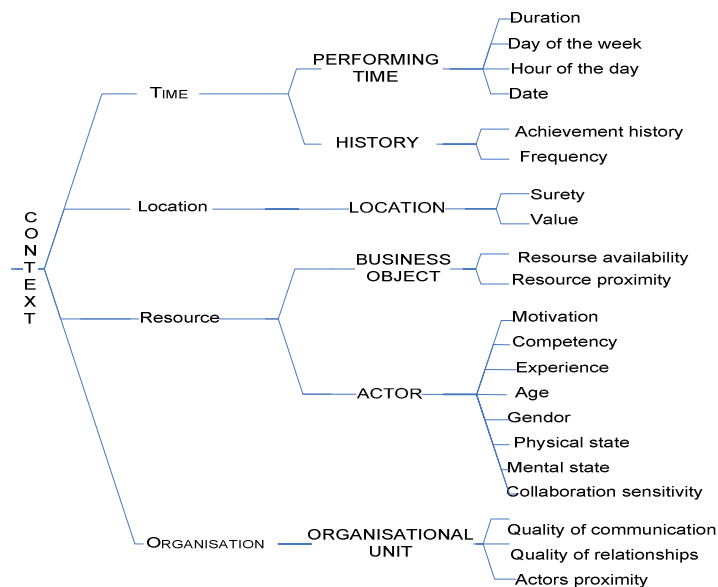 CONTEXT
TIME
PERFORMING
TIME
Duration
Day of the week
Hour of the day
Date
HISTORY
Achievement history
Frequency
Location
LOCATION
Surety
Value
Resource
BUSINESS
OBJECT
Resourse availability
Resource proximity
ACTOR
Motivation
Competency
Experience
Age
Gendor
Physical state
Mental state
Collaboration sensitivity
ORGANISATION
ORGANISATIONAL
UNIT
Quality of communication
Quality of relationships
Actors proximity